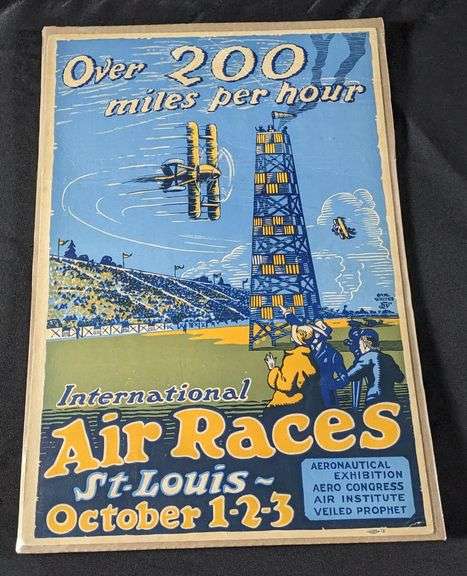 Over 200
miles per hour
International
Air Races
St-Louis~
October 1-2-3
AERONAUTICAL
EXHIBITION
AERO CONGRESS
AIR INSTITUTE
VEILED PROPHET